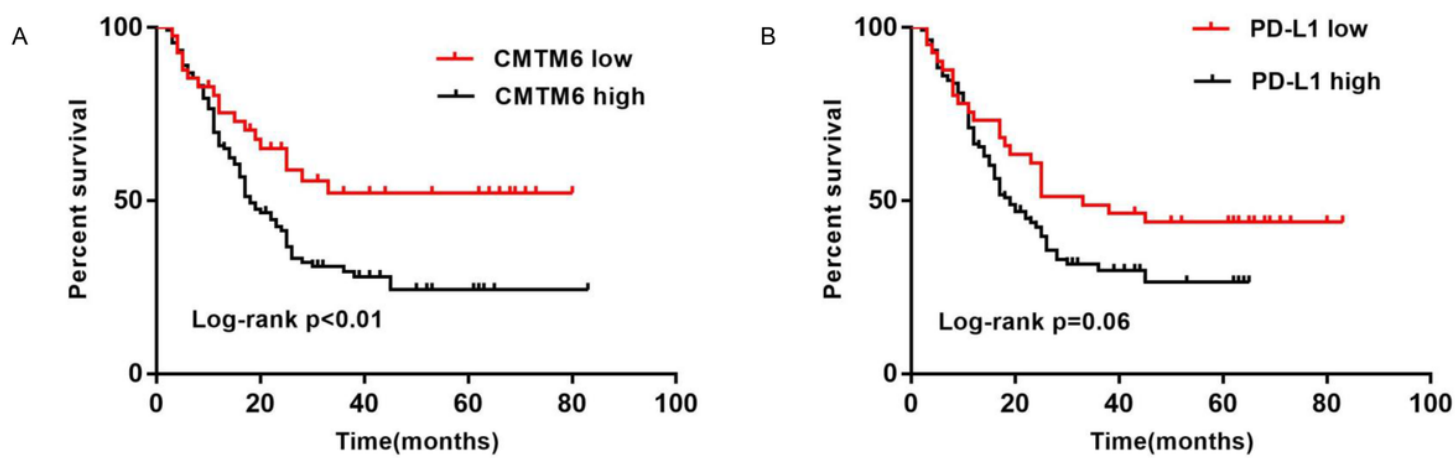 A
Percent survival
100
50
0
CMTM6 low
CMTM6 high
Log-rank p<0.01
0 20 40 60 80 100
Time(months)
B
Percent survival
100
50
0
PD-L1 low
PD-L1 high
Log-rank p=0.06
0 20 40 60 80 100
Time(months)